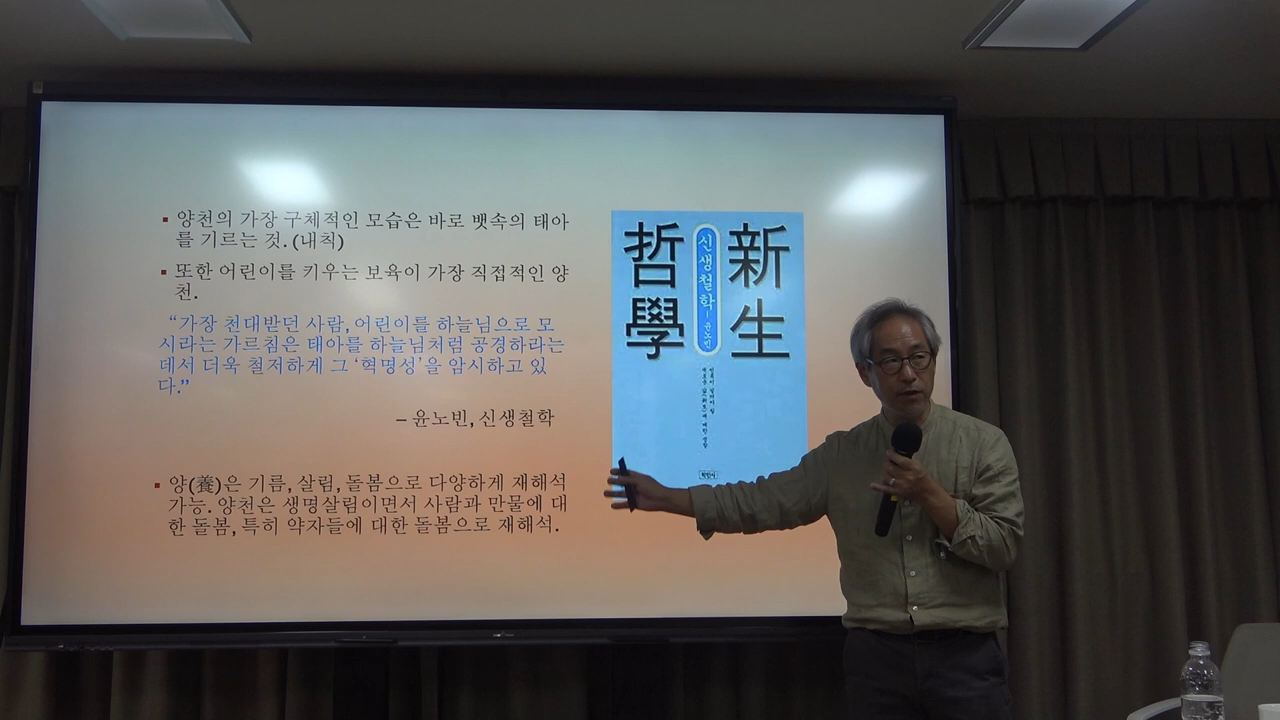 ▪ 양천의 가장 구체적인 모습은 바로 뱃속의 태아
를 기르는 것. (내칙)
▪ 또한 어린이를 키우는 보육이 가장 직접적인 양
천.
“가장 천대받던 사람, 어린이를 하늘님으로 모
시라는 가르침은 태아를 하늘님처럼 공경하라는
데서 더욱 철저하게 그 ‘혁명성’을 암시하고 있
다.”
– 윤노빈, 신생철학
▪ 양(養)은 기름, 살림, 돌봄으로 다양하게 재해석
가능. 양천은 생명살림이면서 사람과 만물에 대
한 돌봄, 특히 약자들에 대한 돌봄으로 재해석.
新生
신생철학 – 윤노빈
哲學
학민사